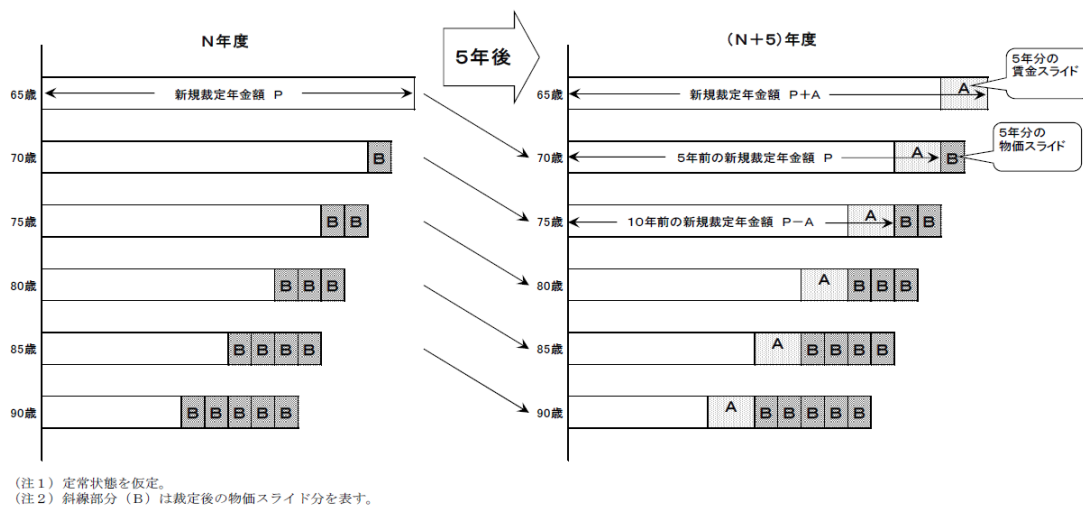 N年度
5年後
(N+5)年度
5年分の
賃金スライド
65歳
新規裁定年金額 P
65歳
新規裁定年金額 P+A
A
70歳
B
70歳
5年前の新規裁定年金額 P
A
B
5年分の
物価スライド
75歳
B B
75歳
10年前の新規裁定年金額 P-A
A
B B
80歳
B B B
80歳
A
B B B
85歳
B B B B
85歳
A
B B B B
90歳
B B B B B
90歳
A
B B B B B
(注1)定常状態を仮定。
(注2)斜線部分(B)は裁定後の物価スライド分を表す。